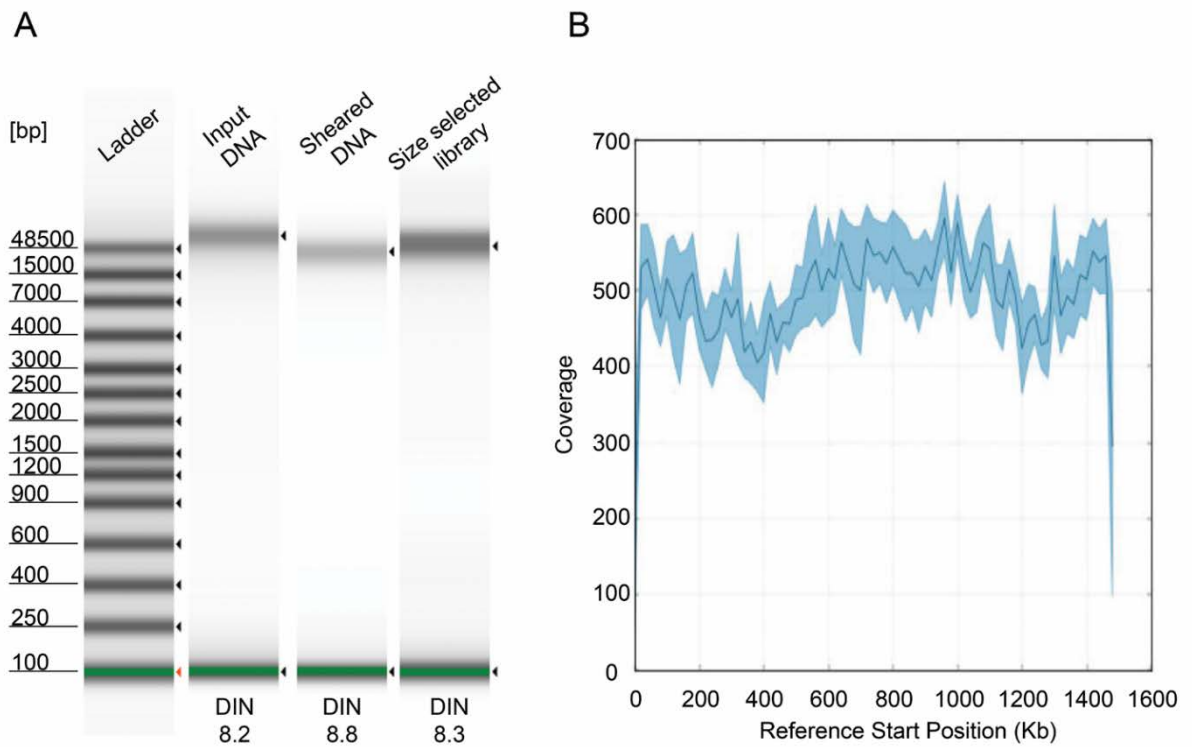 A
[bp]
Ladder
Input
DNA
Sheared
DNA
Size selected
library
48500
15000
7000
4000
3000
2500
2000
1500
1200
900
600
400
250
100
DIN
8.2
DIN
8.8
DIN
8.3
B
700
600
500
400
300
200
100
0
Coverage
0 200 400 600 800 1000 1200 1400 1600
Reference Start Position (Kb)